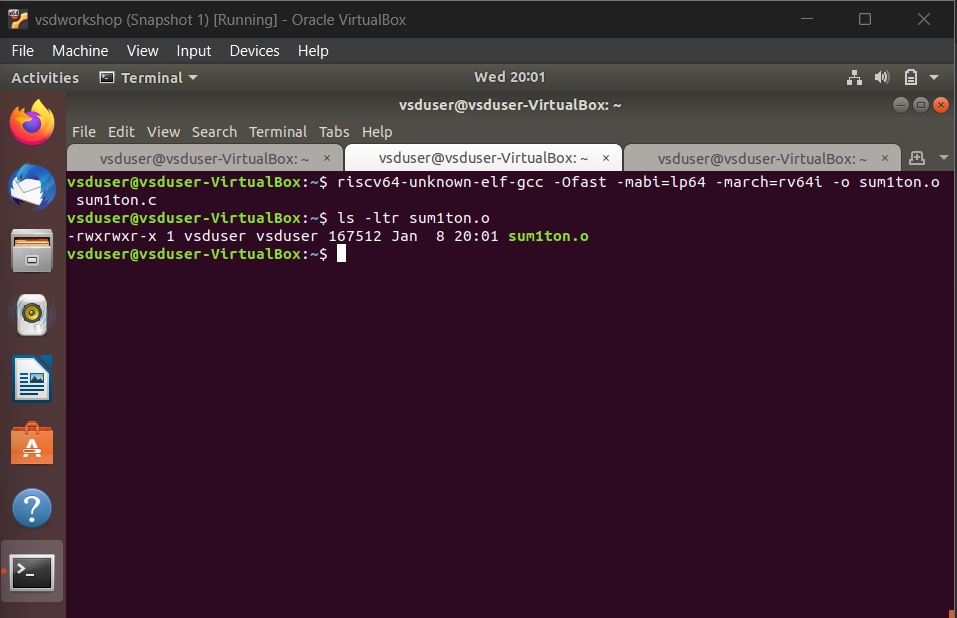 vsdworkshop (Snapshot 1) [Running] - Oracle VirtualBox
File Machine View Input Devices Help
Activities Terminal Wed 20:01
vsduser@vsduser-VirtualBox: ~
File Edit View Search Terminal Tabs Help
vsduser@vsduser-VirtualBox: ~ × vsduser@vsduser-VirtualBox: ~ × vsduser@vsduser-VirtualBox: ~ ×
vsduser@vsduser-VirtualBox:~$ riscv64-unknown-elf-gcc -Ofast -mabi=lp64 -march=rv64i -o sum1ton.o
sum1ton.c
vsduser@vsduser-VirtualBox:~$ ls -ltr sum1ton.o
-rwxrwxr-x 1 vsduser vsduser 167512 Jan  8 20:01 sum1ton.o
vsduser@vsduser-VirtualBox:~$